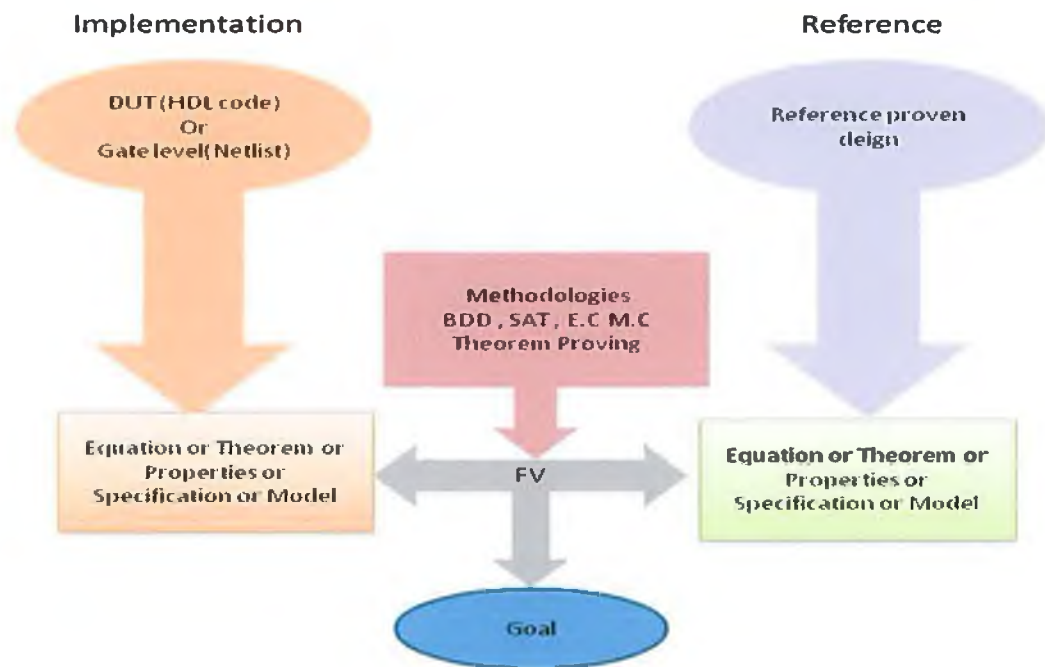 Implementation
Reference
DUT(HDL code)
Or
Gate level(Netlist)
Reference proven
deign
Methodologies
BDD , SAT , E.C M.C
Theorem Proving
Equation or Theorem or
Properties or
Specification or Model
FV
Equation or Theorem or
Properties or
Specification or Model
Goal